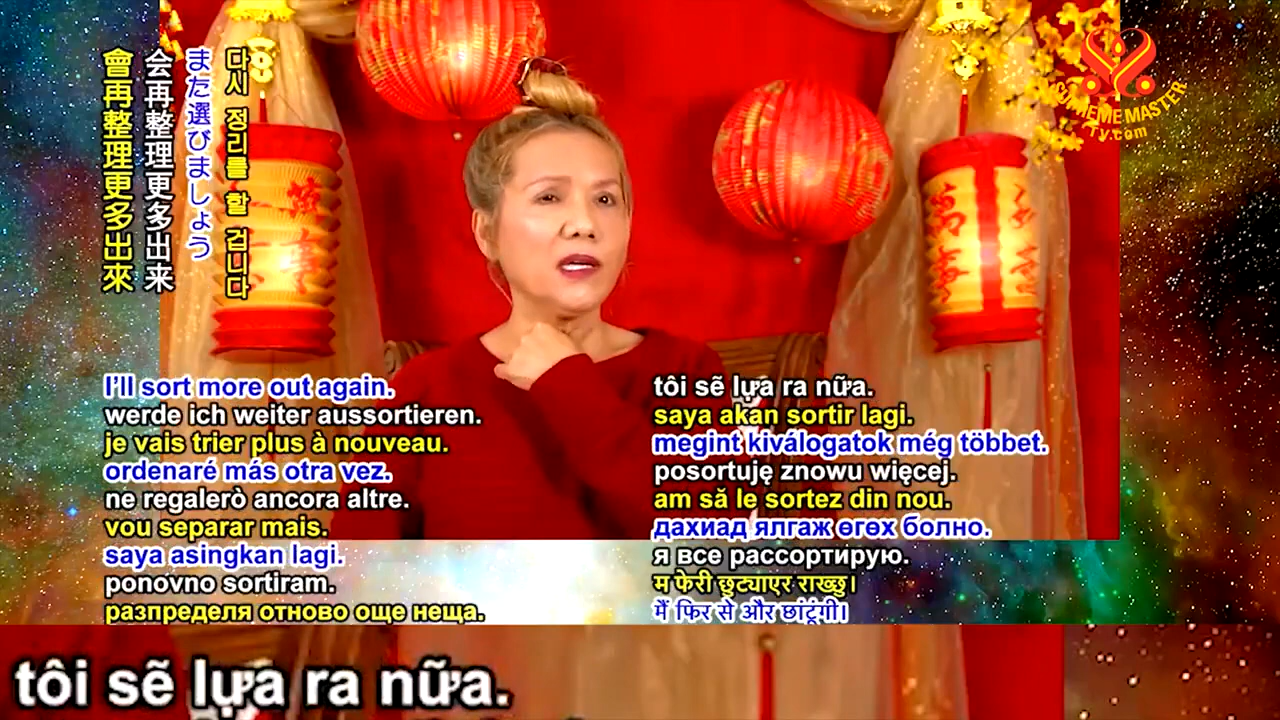 會再整理更多出來
会再整理更多出来
また選びましょう
다시 정리를 할 겁니다
SUPREME MASTER
TV.com
I'll sort more out again.
werde ich weiter aussortieren.
je vais trier plus à nouveau.
ordenaré más otra vez.
ne regalerò ancora altre.
vou separar mais.
saya asingkan lagi.
ponovno sortiram.
разпределя отново още неща.
tôi sẽ lựa ra nữa.
saya akan sortir lagi.
megint kiválogatok még többet.
posortuję znowu więcej.
am să le sortez din nou.
дахиад ялгаж өгөх болно.
я все рассортирую.
म फेरी छुट्याएर राख्छु।
मैं फिर से और छांटूंगी।
tôi sẽ lựa ra nữa.